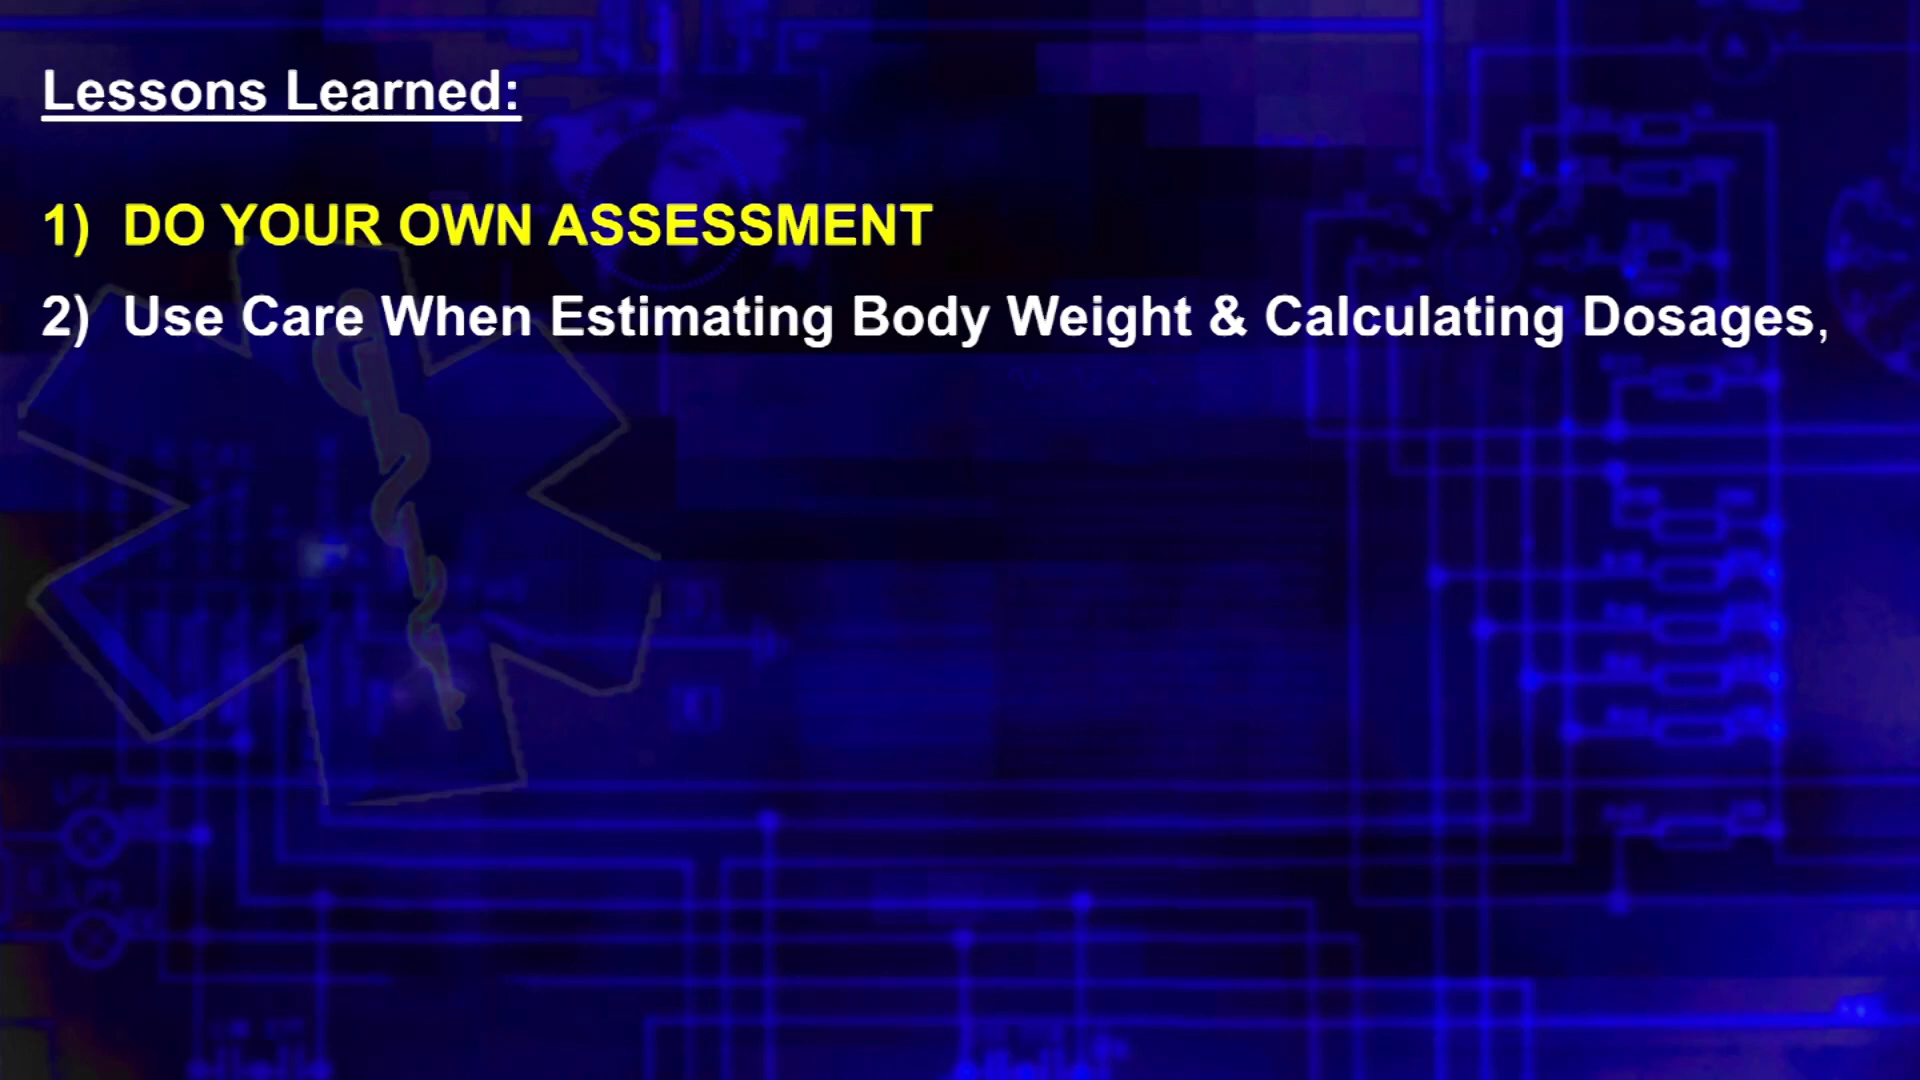 Lessons Learned:
1) DO YOUR OWN ASSESSMENT
2) Use Care When Estimating Body Weight & Calculating Dosages,